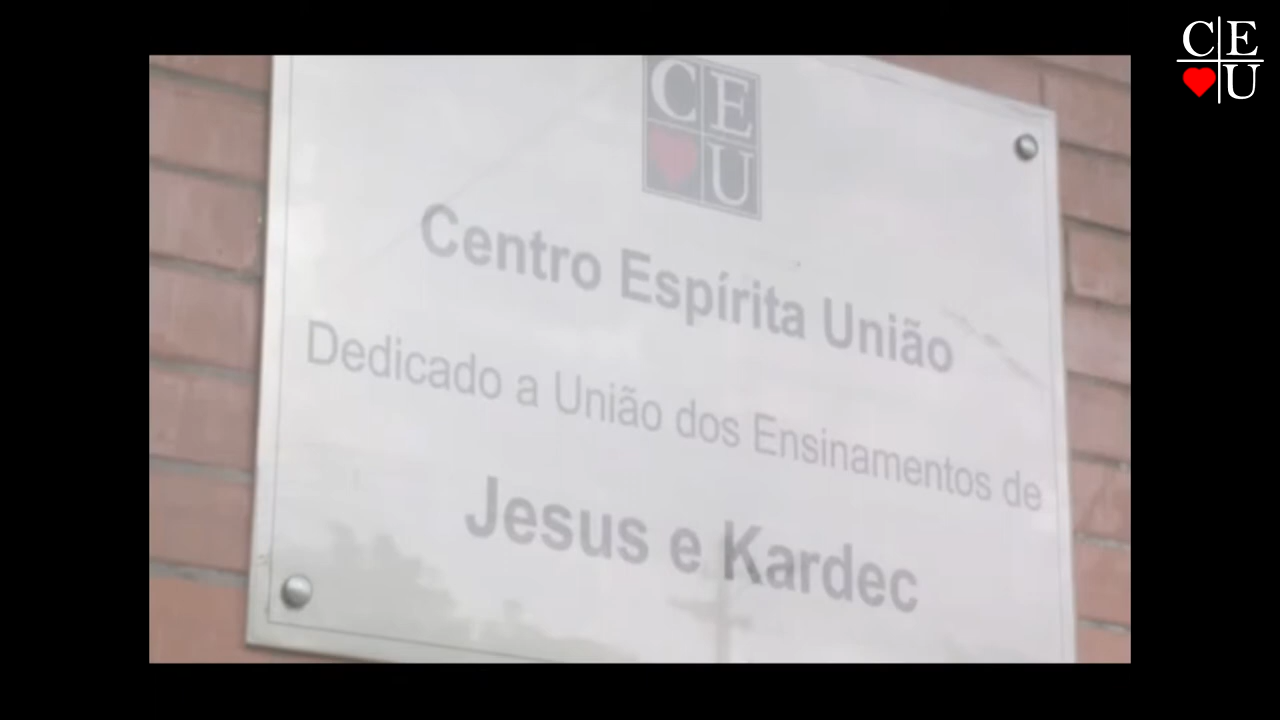 C E
U
C E
U
Centro Espírita União
Dedicado a União dos Ensinamentos de
Jesus e Kardec